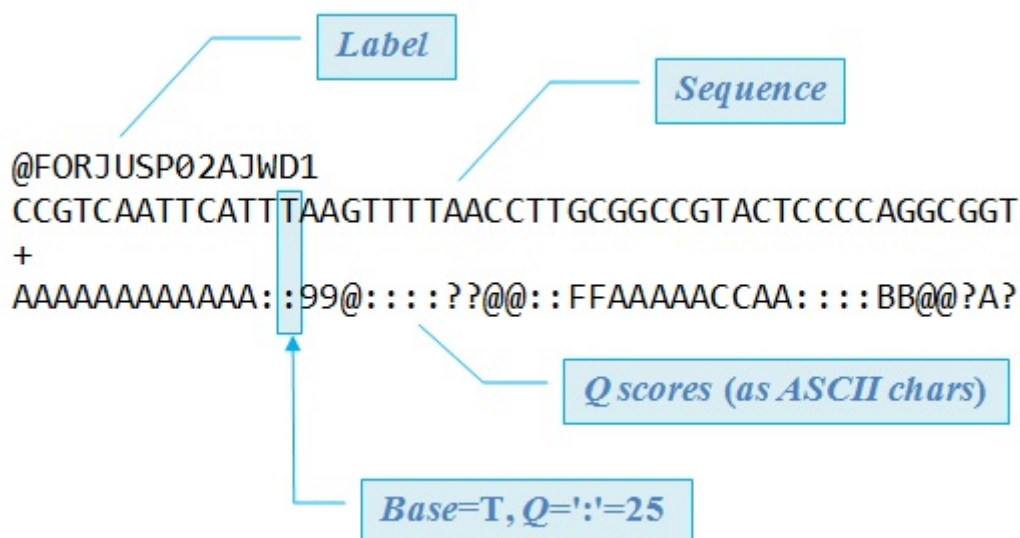 Label
Sequence
@FORJUSP02AJWD1
CCGTCAATTCATTTAAGTTTTAACCTTGCGGCCGTACTCCCCAGGCGGT
+
AAAAAAAAAAAA::99@::::??@@::FFAAAAACCAA::::BB@@?A?
Q scores (as ASCII chars)
Base=T, Q=':'=25